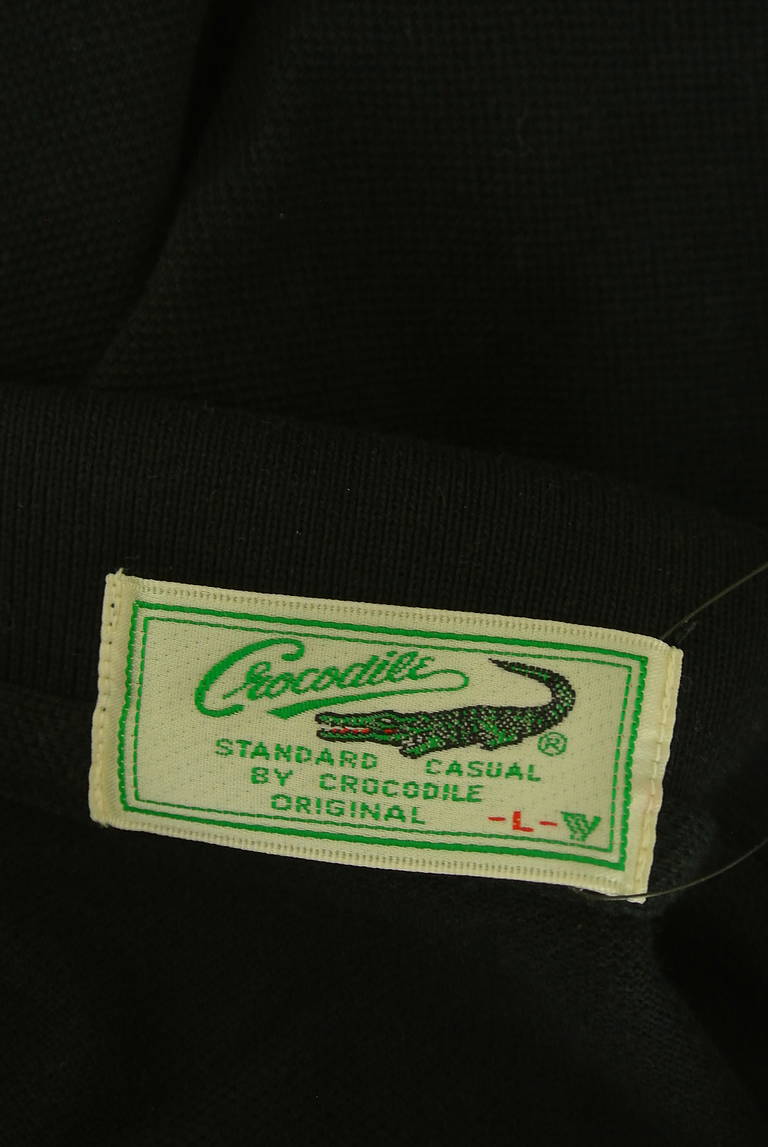 Crocodile
®
STANDARD CASUAL
BY CROCODILE
ORIGINAL
-L-